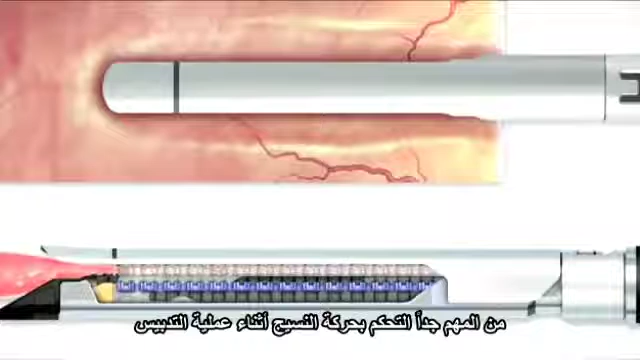 من المهم جداً التحكم بحركة النسيج أثناء عملية التدبيس